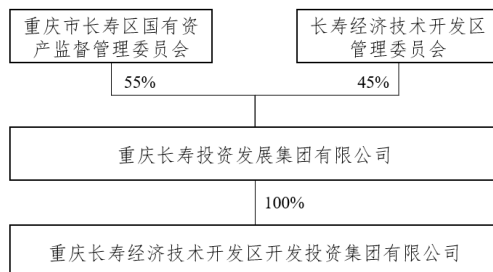 重庆市长寿区国有资
产监督管理委员会
长寿经济技术开发区
管理委员会
55%
45%
重庆长寿投资发展集团有限公司
100%
重庆长寿经济技术开发区开发投资集团有限公司